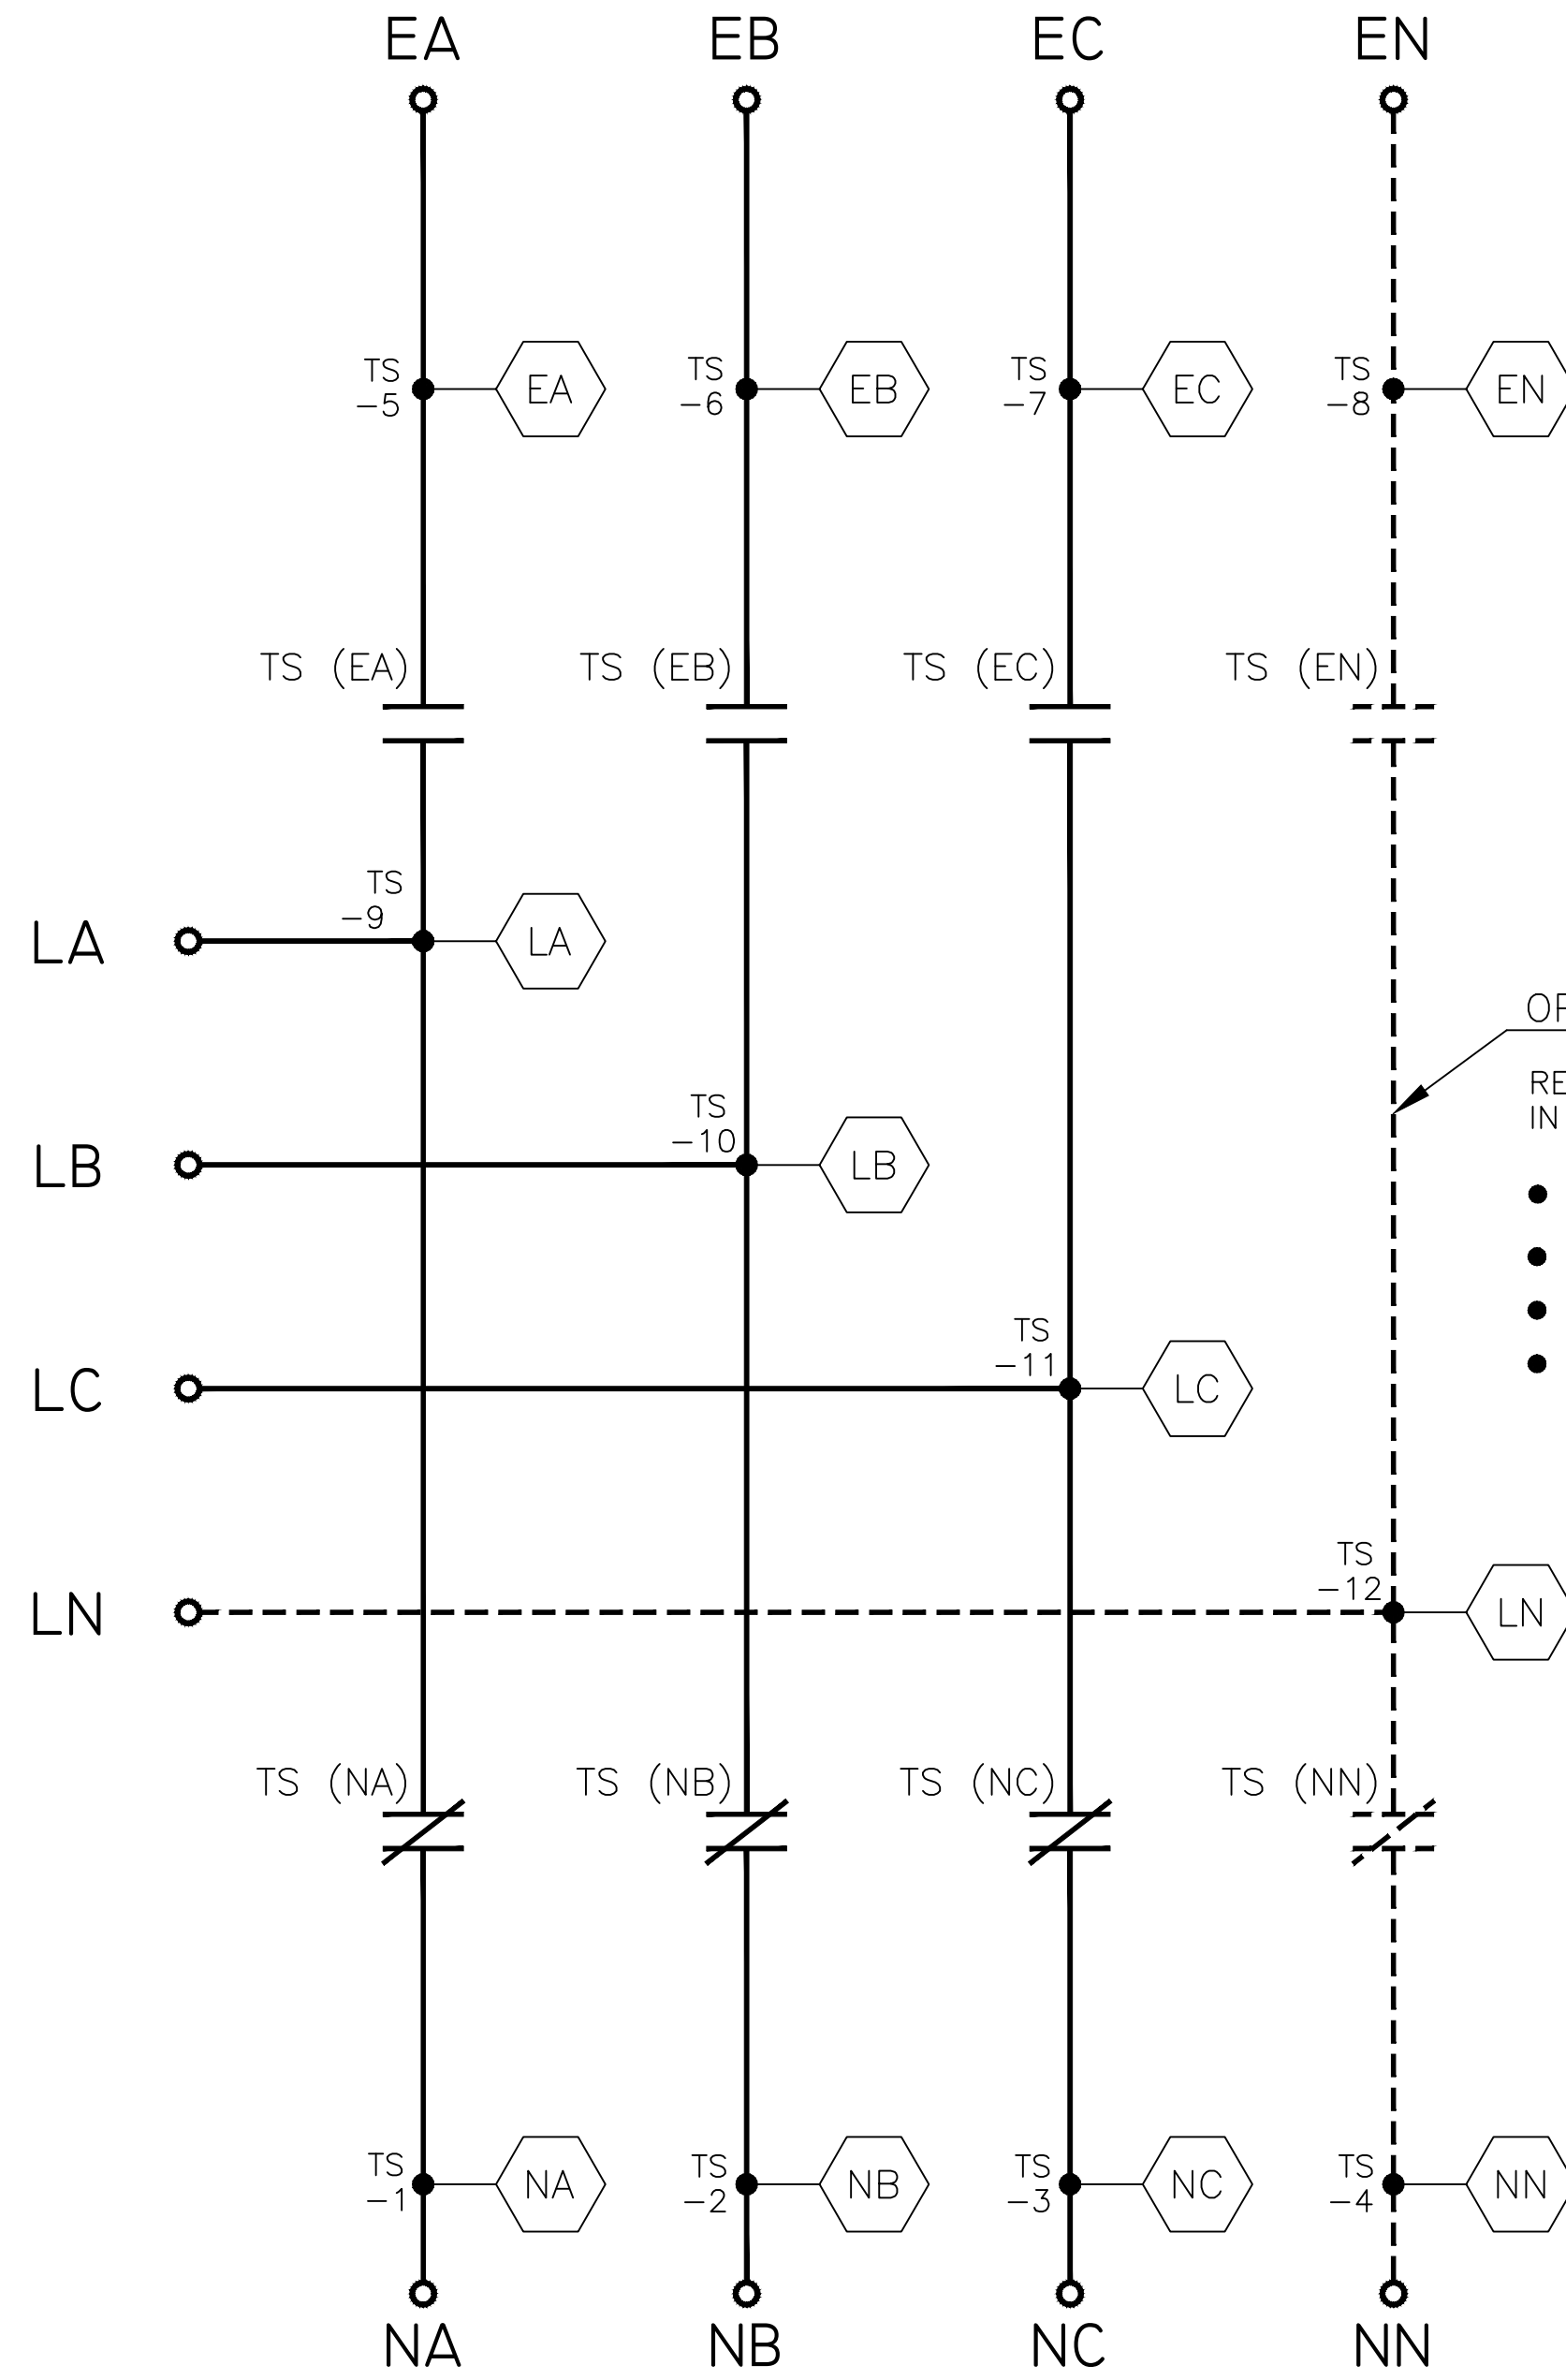 EA EB EC EN
TS TS TS TS
-5 EA -6 EB -7 EC -8 EN
TS (EA) TS (EB) TS (EC) TS (EN)
TS
-9
LA LA
IN
TS
-10
LB LB
TS
-11
LC LC
TS
-12
LN LN
TS (NA) TS (NB) TS (NC) TS (NN)
TS TS TS TS
-1 NA -2 NB -3 NC -4 NN
NA NB NC NN